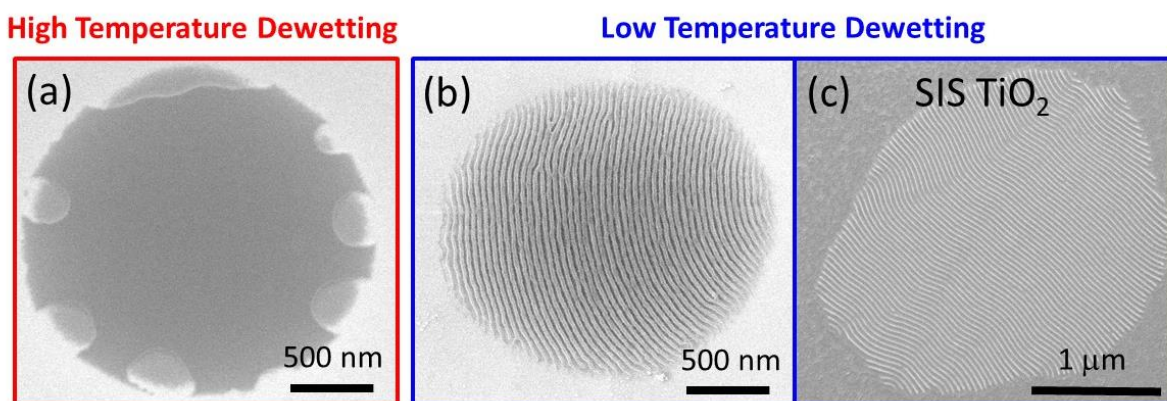 High Temperature Dewetting
Low Temperature Dewetting
(a)
(b)
(c) SIS TiO₂
500 nm
500 nm
1 μm